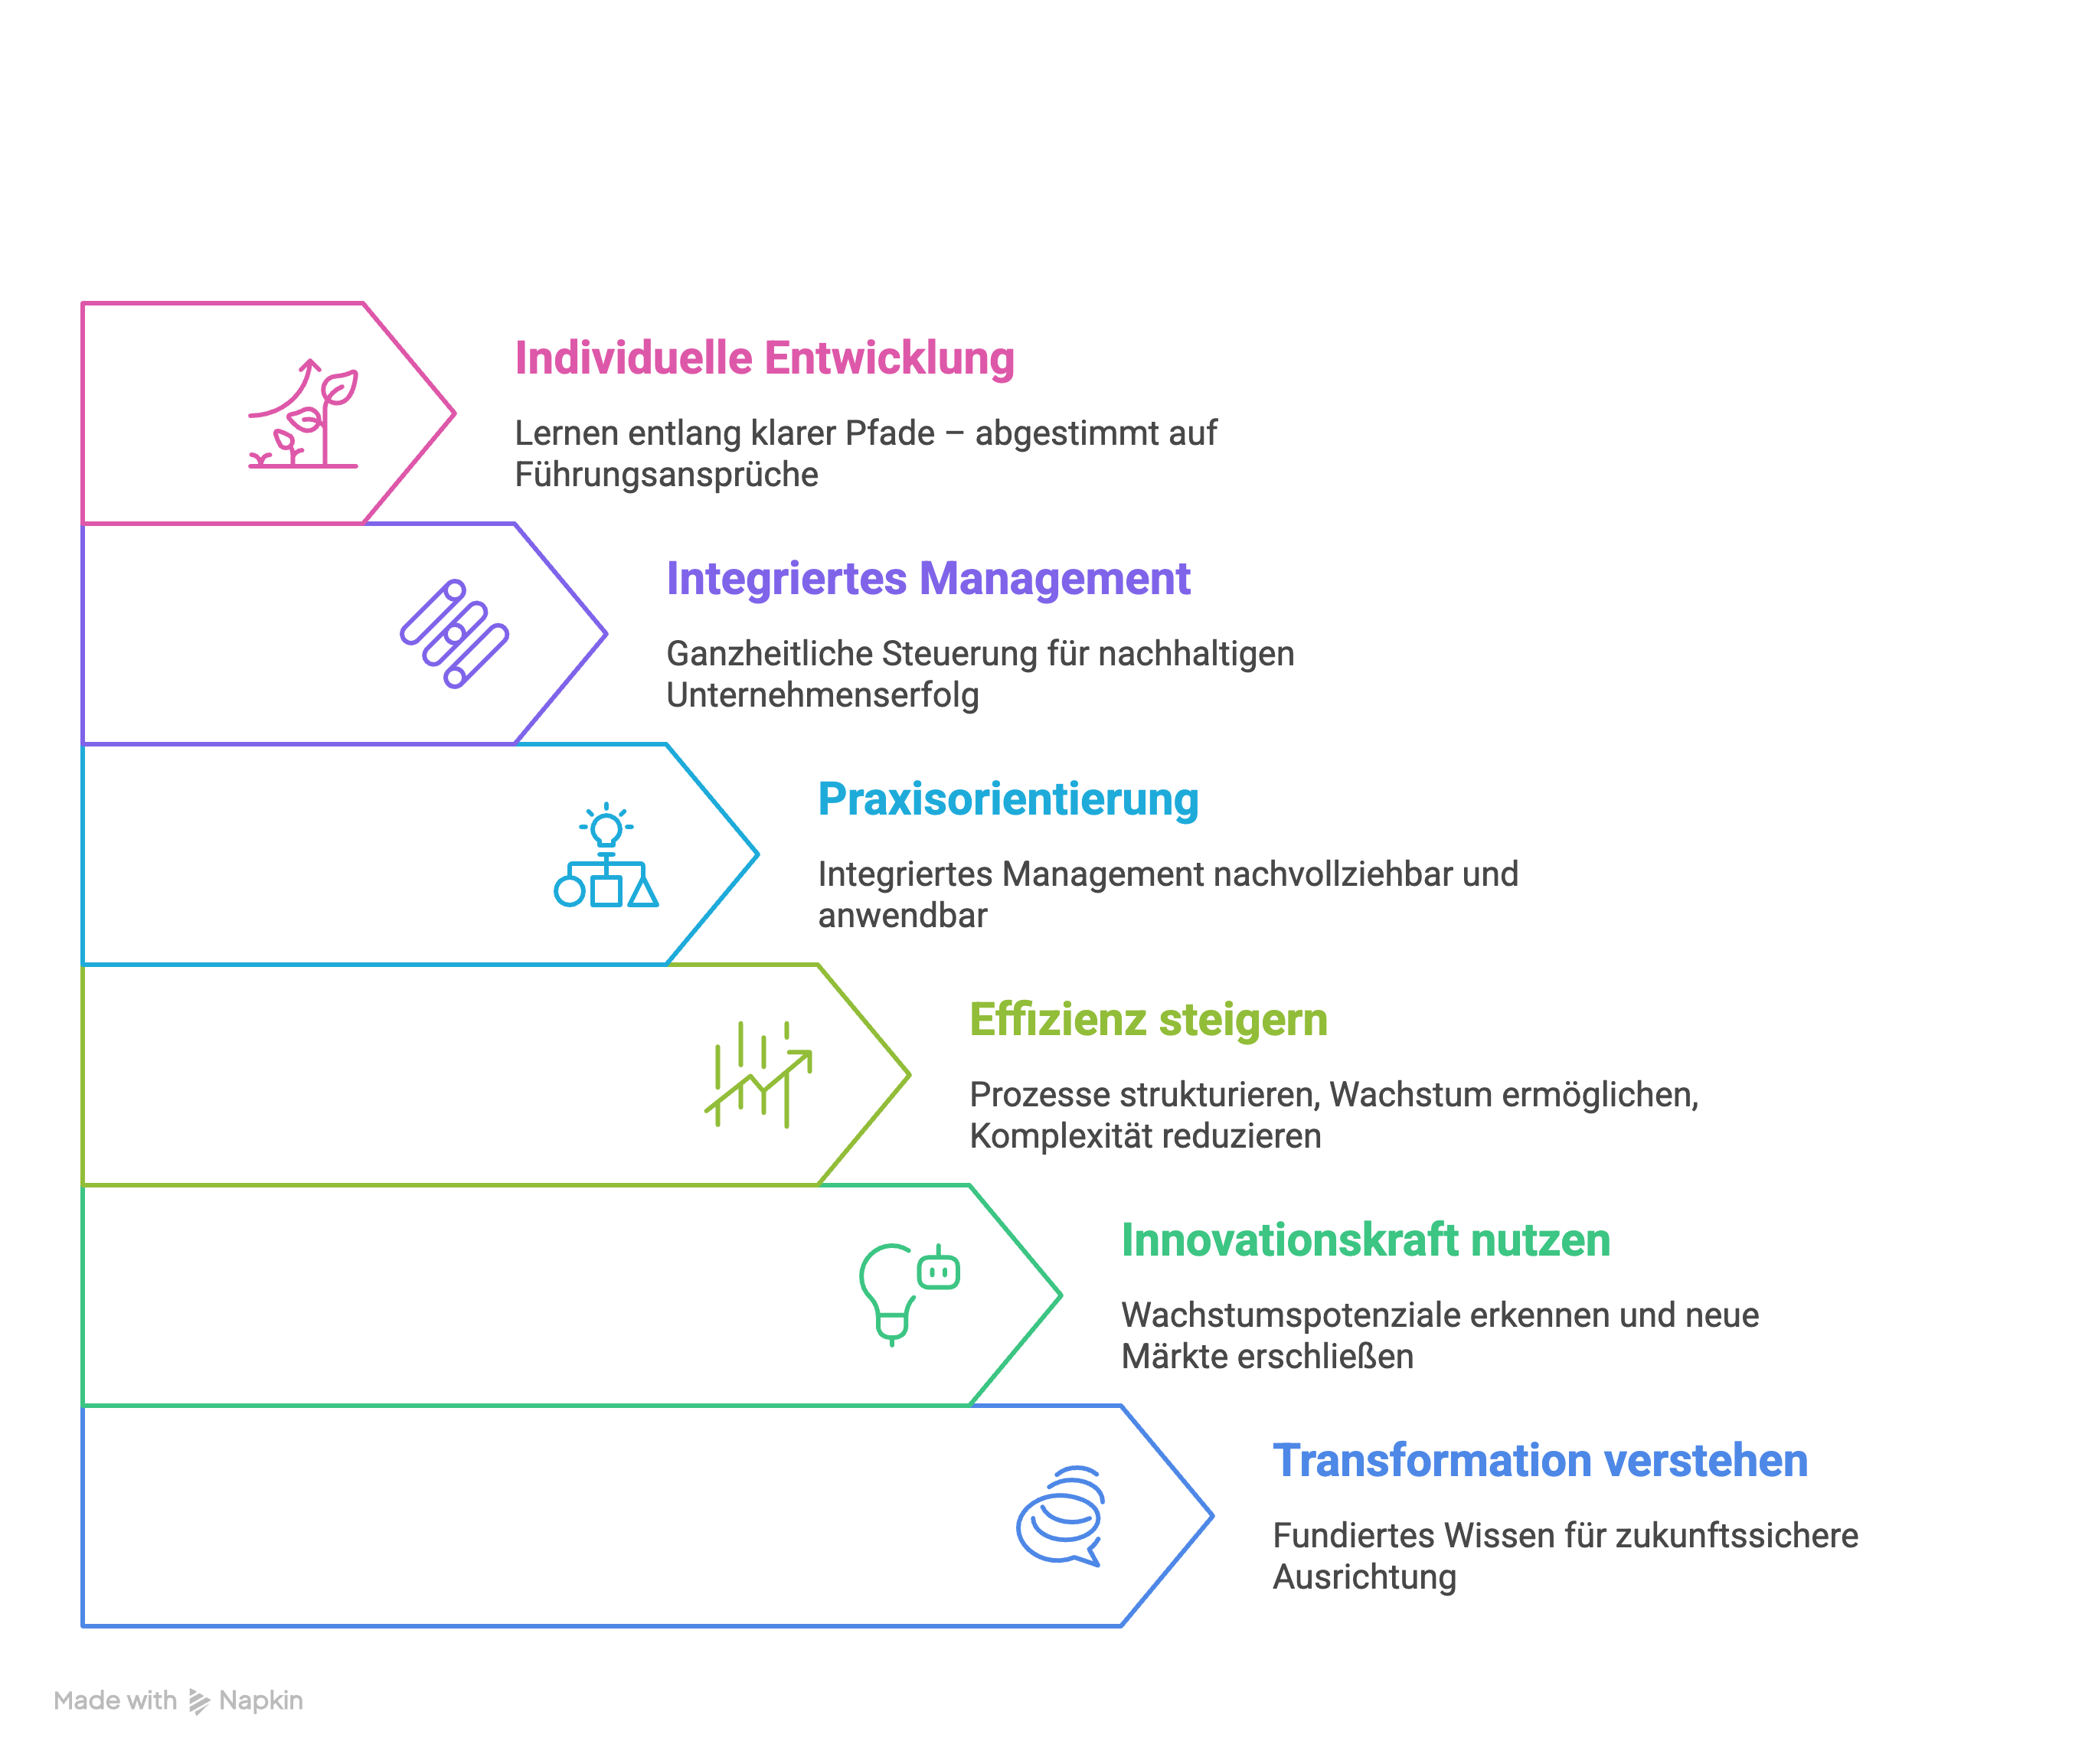 Individuelle Entwicklung
Lernen entlang klarer Pfade – abgestimmt auf
Führungsansprüche
Integriertes Management
Ganzheitliche Steuerung für nachhaltigen
Unternehmenserfolg
Praxisorientierung
Integriertes Management nachvollziehbar und
anwendbar
Effizienz steigern
Prozesse strukturieren, Wachstum ermöglichen,
Komplexität reduzieren
Innovationskraft nutzen
Wachstumspotenziale erkennen und neue
Märkte erschließen
Transformation verstehen
Fundiertes Wissen für zukunftssichere
Ausrichtung
Made with Napkin